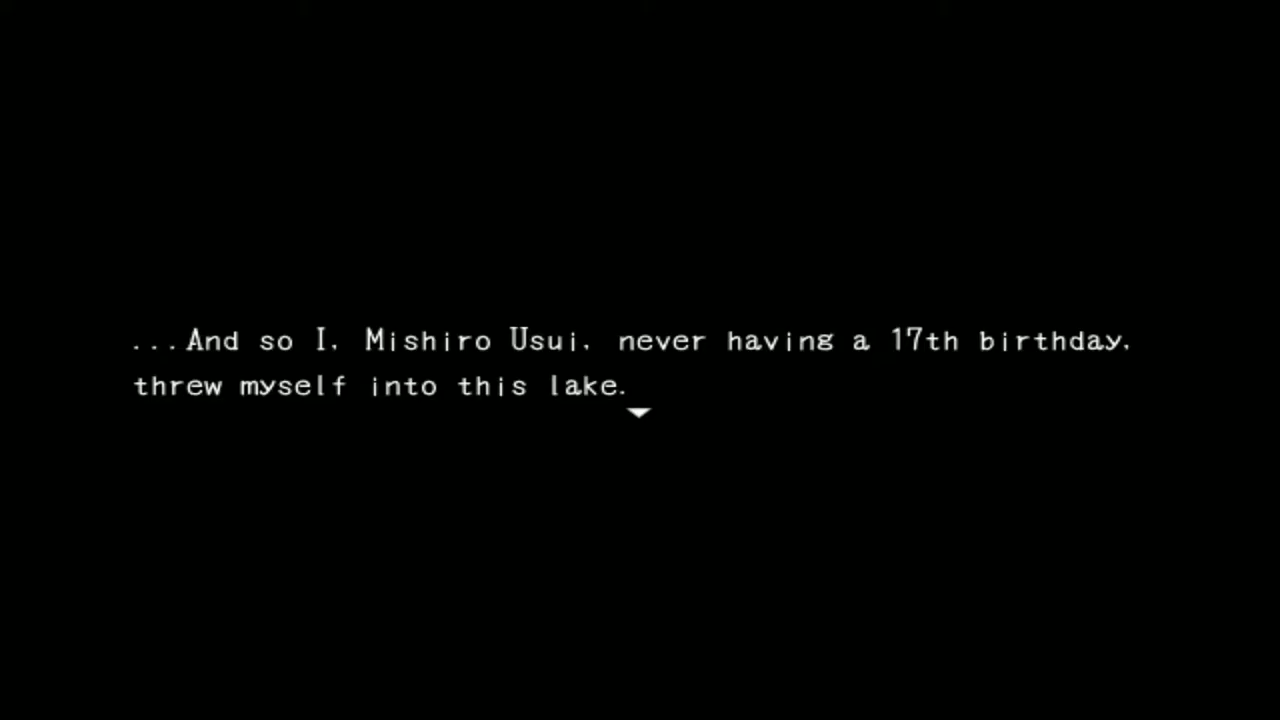 ...And so I, Mishiro Usui, never having a 17th birthday,
threw myself into this lake.